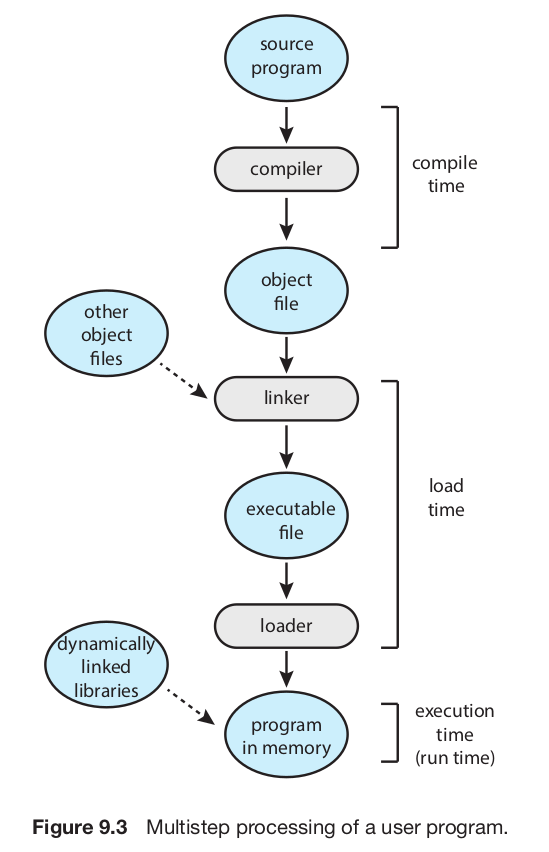 source
program
compiler
compile
time
object
file
other
object
files
linker
load
time
executable
file
loader
dynamically
linked
libraries
program
in memory
execution
time
(run time)
Figure 9.3 Multistep processing of a user program.